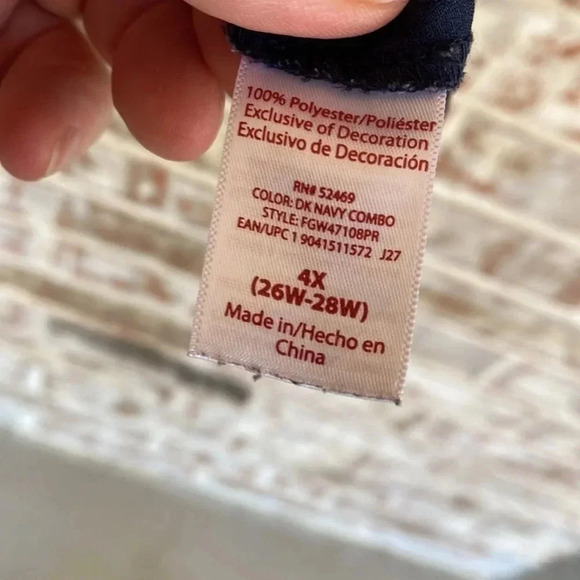 100% Polyester/Poliéster
Exclusive of Decoration
Exclusivo de Decoración
RN# 52469
COLOR: DK NAVY COMBO
STYLE: FGW47108PR
EAN/UPC 1 9041511572 J27
4X
(26W-28W)
Made in/Hecho en
China